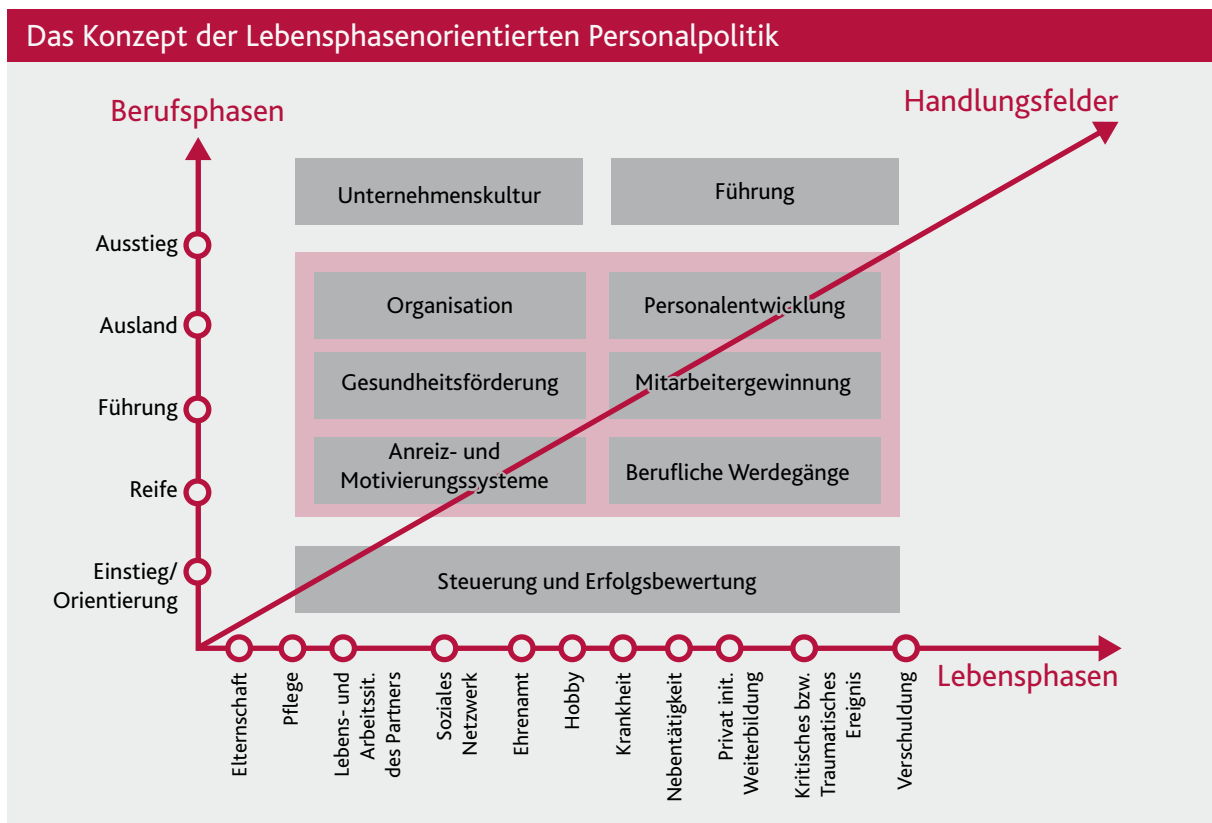 Das Konzept der Lebensphasenorientierten Personalpolitik
Berufsphasen
Handlungsfelder
Unternehmenskultur
Führung
Ausstieg
Ausland
Führung
Reife
Einstieg/
Orientierung
Organisation
Personalentwicklung
Gesundheitsförderung
Mitarbeitergewinnung
Anreiz- und
Motivierungssysteme
Berufliche Werdegänge
Steuerung und Erfolgsbewertung
Lebensphasen
Elternschaft
Pflege
Lebens- und
Arbeitssit.
des Partners
Soziales
Netzwerk
Ehrenamt
Hobby
Krankheit
Nebentätigkeit
Privat init.
Weiterbildung
Kritisches bzw.
Traumatisches
Ereignis
Verschuldung